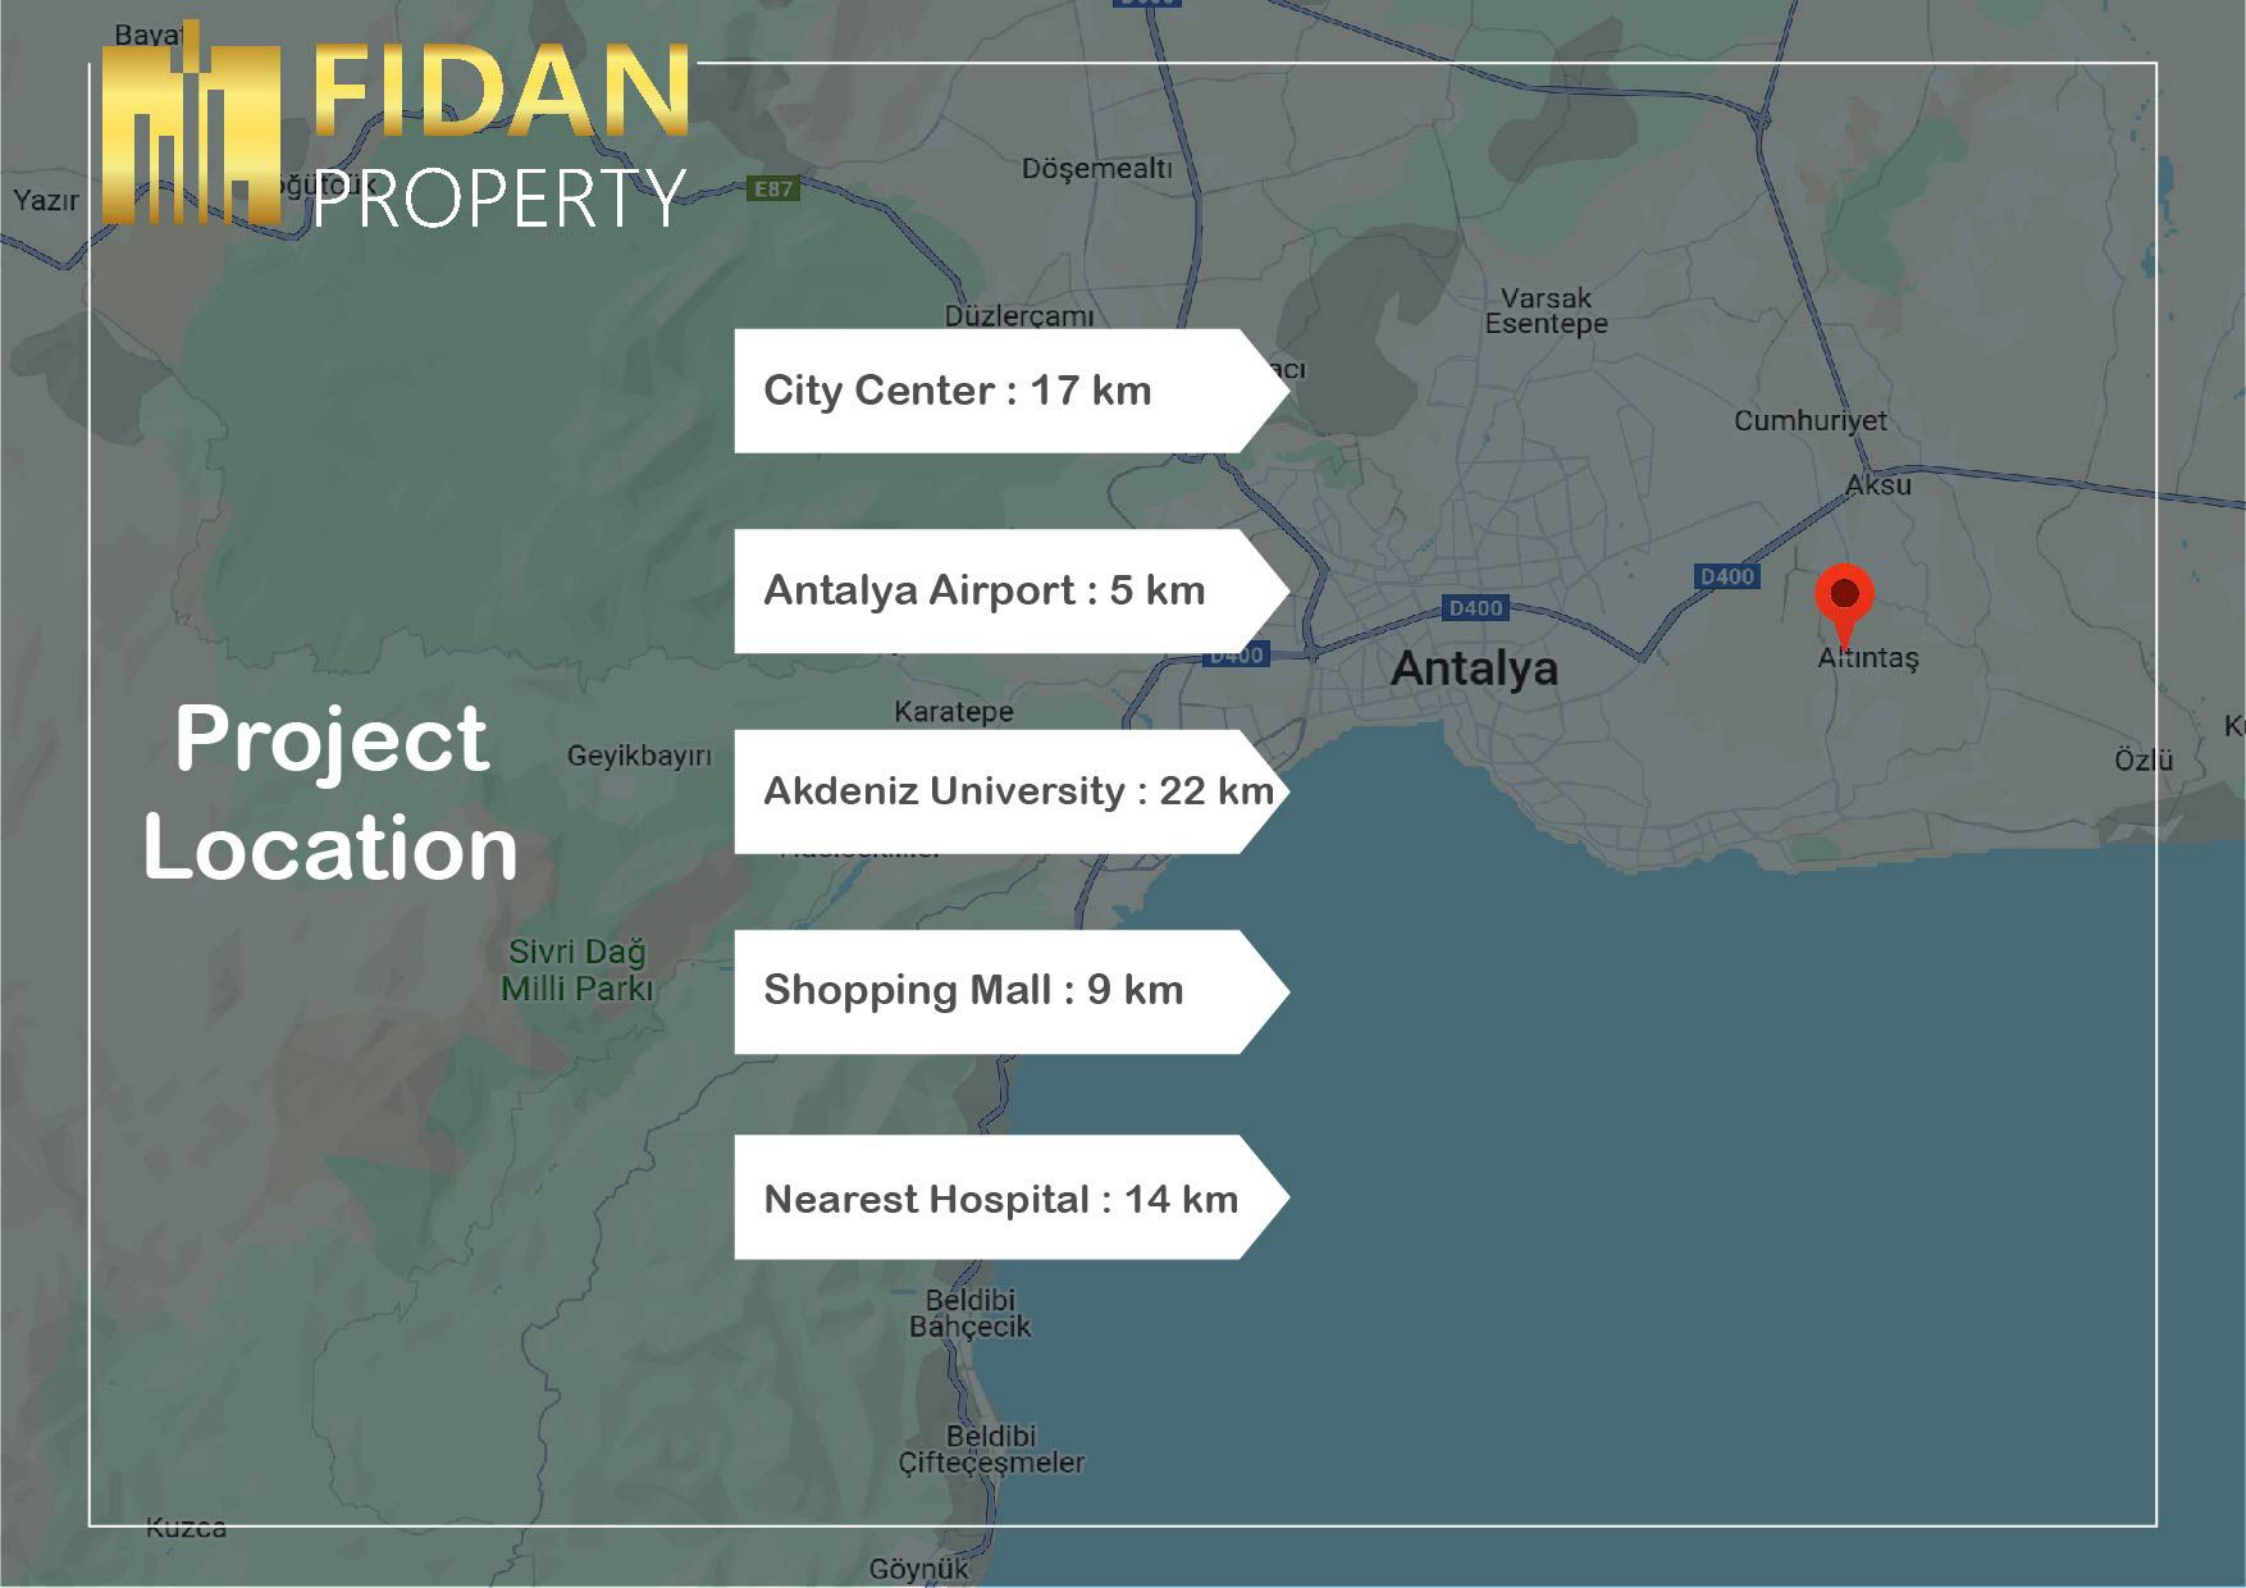 Yazır
FIDAN
PROPERTY
E87
Döşemealtı
Düzlerçamı
Varsak
Esentepe
City Center : 17 km
Cumhuriyet
Aksu
Antalya Airport : 5 km
D400
D400
D400
Antalya
Altıntaş
Project
Location
Karatepe
Geyikbayırı
Akdeniz University : 22 km
Özlü
Sivri Dağ
Milli Parkı
Shopping Mall : 9 km
Nearest Hospital : 14 km
Beldibi
Bahçecik
Beldibi
Çifteçeşmeler
Kuzca
Göynük